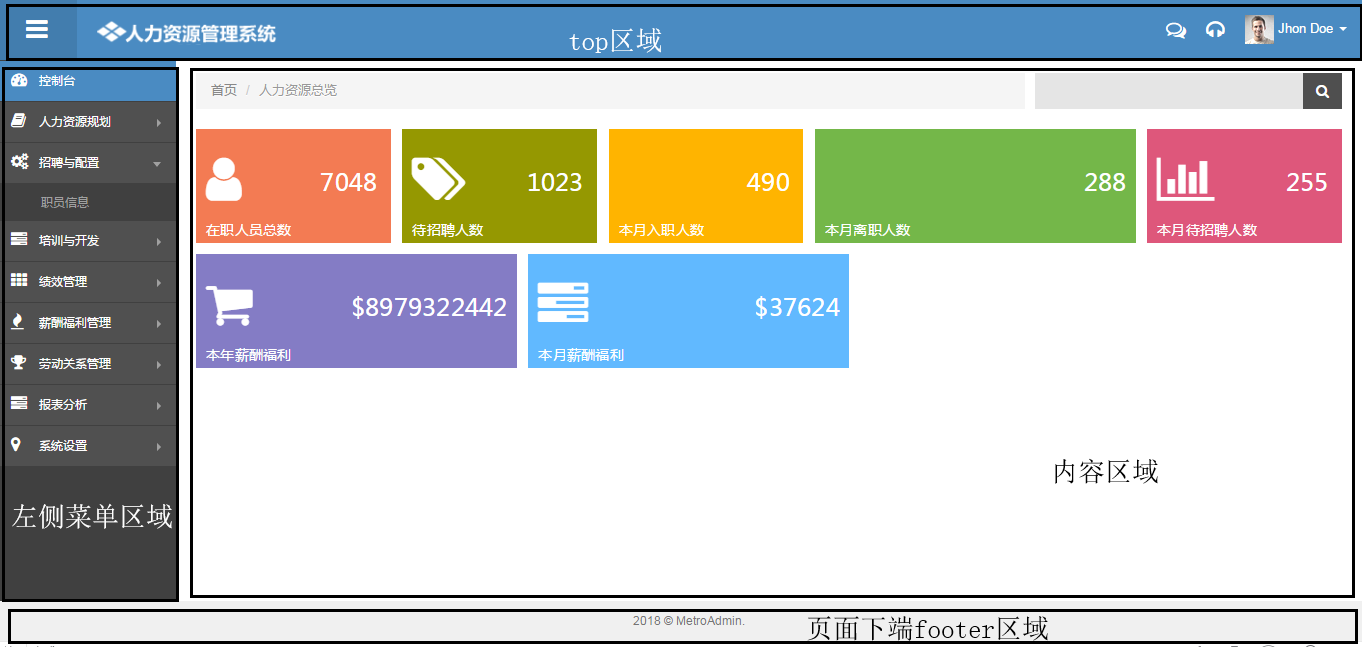 人力资源管理系统
top区域
Jhon Doe
控制台
人力资源规划
招聘与配置
职员信息
培训与开发
绩效管理
薪酬福利管理
劳动关系管理
报表分析
系统设置
左侧菜单区域
首页 / 人力资源总览
7048
在职人员总数
1023
待招聘人数
490
本月入职人数
288
本月离职人数
255
本月待招聘人数
$8979322442
本年薪酬福利
$37624
本月薪酬福利
内容区域
2018 © MetroAdmin.
页面下端footer区域